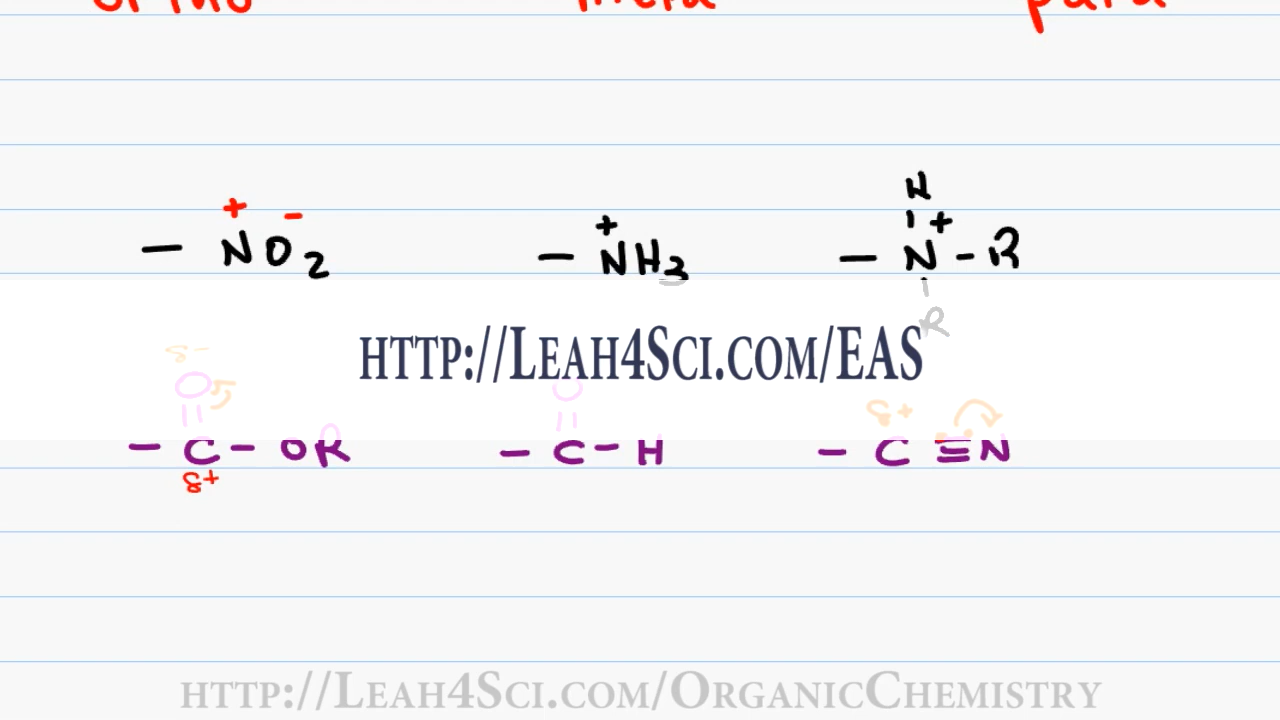 ortho meta para
H
+ - + +
- NO2 - NH3 - N - R
R
HTTP://LEAH4SCI.COM/EAS
δ-
O O δ+
- C - OR - C - H - C ≡ N
δ+
HTTP://LEAH4SCI.COM/ORGANICCHEMISTRY